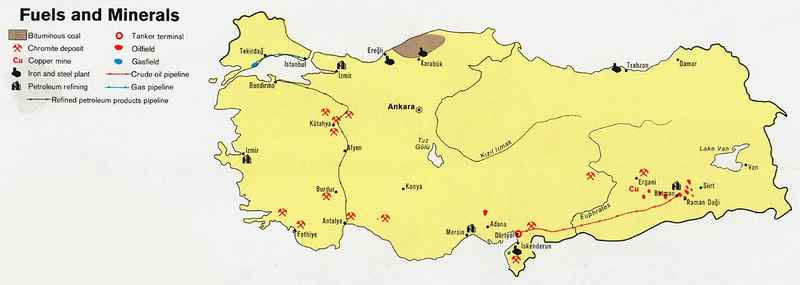 Fuels and Minerals
Bituminous coal
Chromite deposit
Cu Copper mine
Iron and steel plant
Petroleum refining
Refined petroleum products pipeline
Tanker terminal
Oilfield
Gasfield
Crude oil pipeline
Gas pipeline
Tekirdağ
İstanbul
İzmit
Bandırma
Ereğli
Karabük
Trabzon
Damar
Ankara
Kütahya
Afyon
Tuz
Gölü
Kızıl Irmak
İzmir
Burdur
Konya
Antalya
Fethiye
Mersin
Adana
Dörtyol
İskenderun
Euphrates
Ergani
Cu
Batman
Siirt
Raman Daği
Lake Van
Van